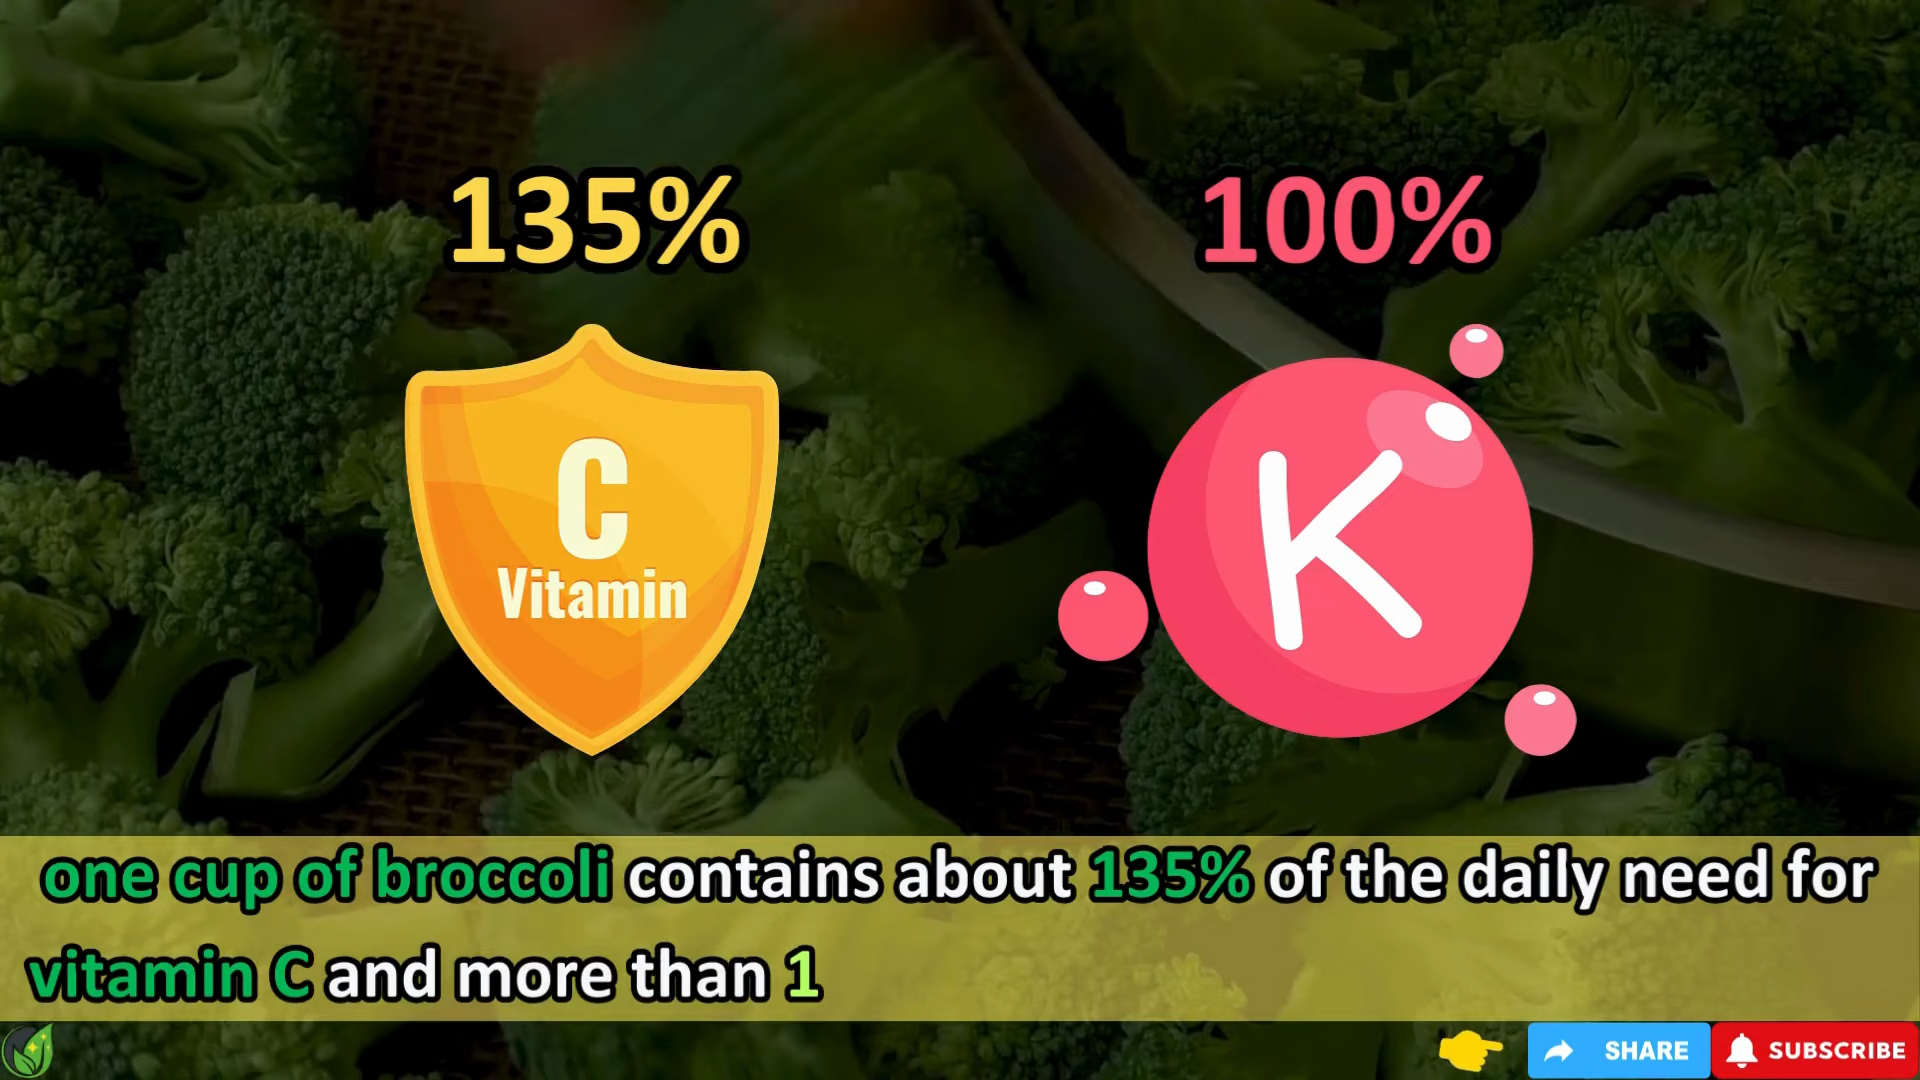 135%
100%
C
Vitamin
K
one cup of broccoli contains about 135% of the daily need for
vitamin C and more than 1
SHARE
SUBSCRIBE